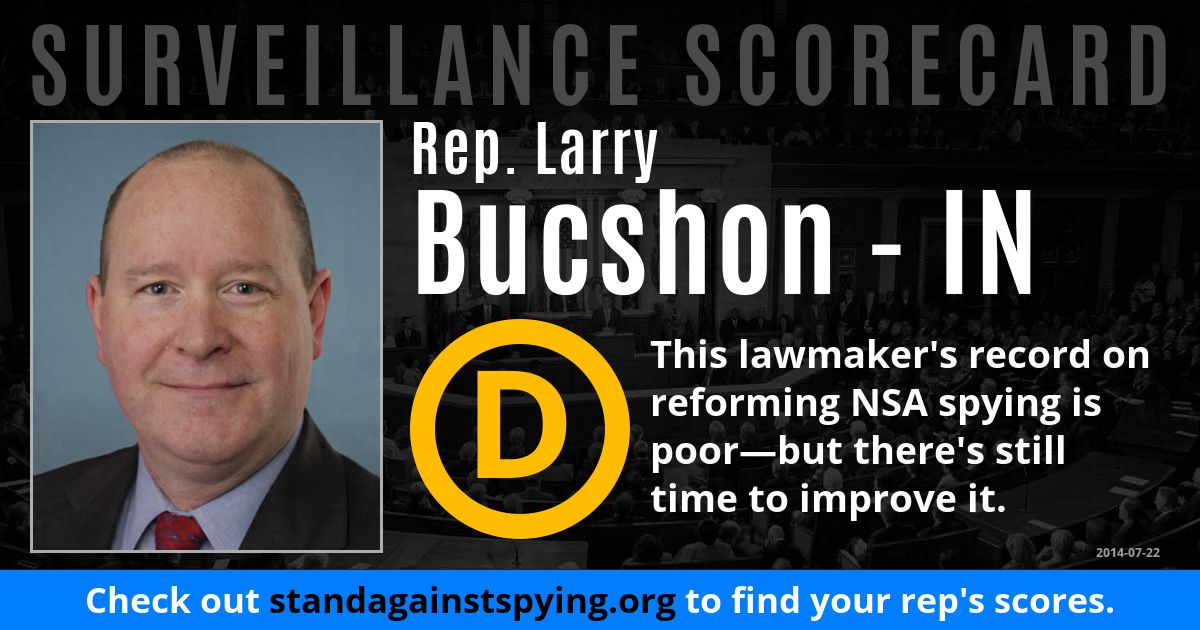 SURVEILLANCE SCORECARD
Rep. Larry
Bucshon - IN
D
This lawmaker's record on
reforming NSA spying is
poor—but there's still
time to improve it.
2014-07-22
Check out standagainstspying.org to find your rep's scores.